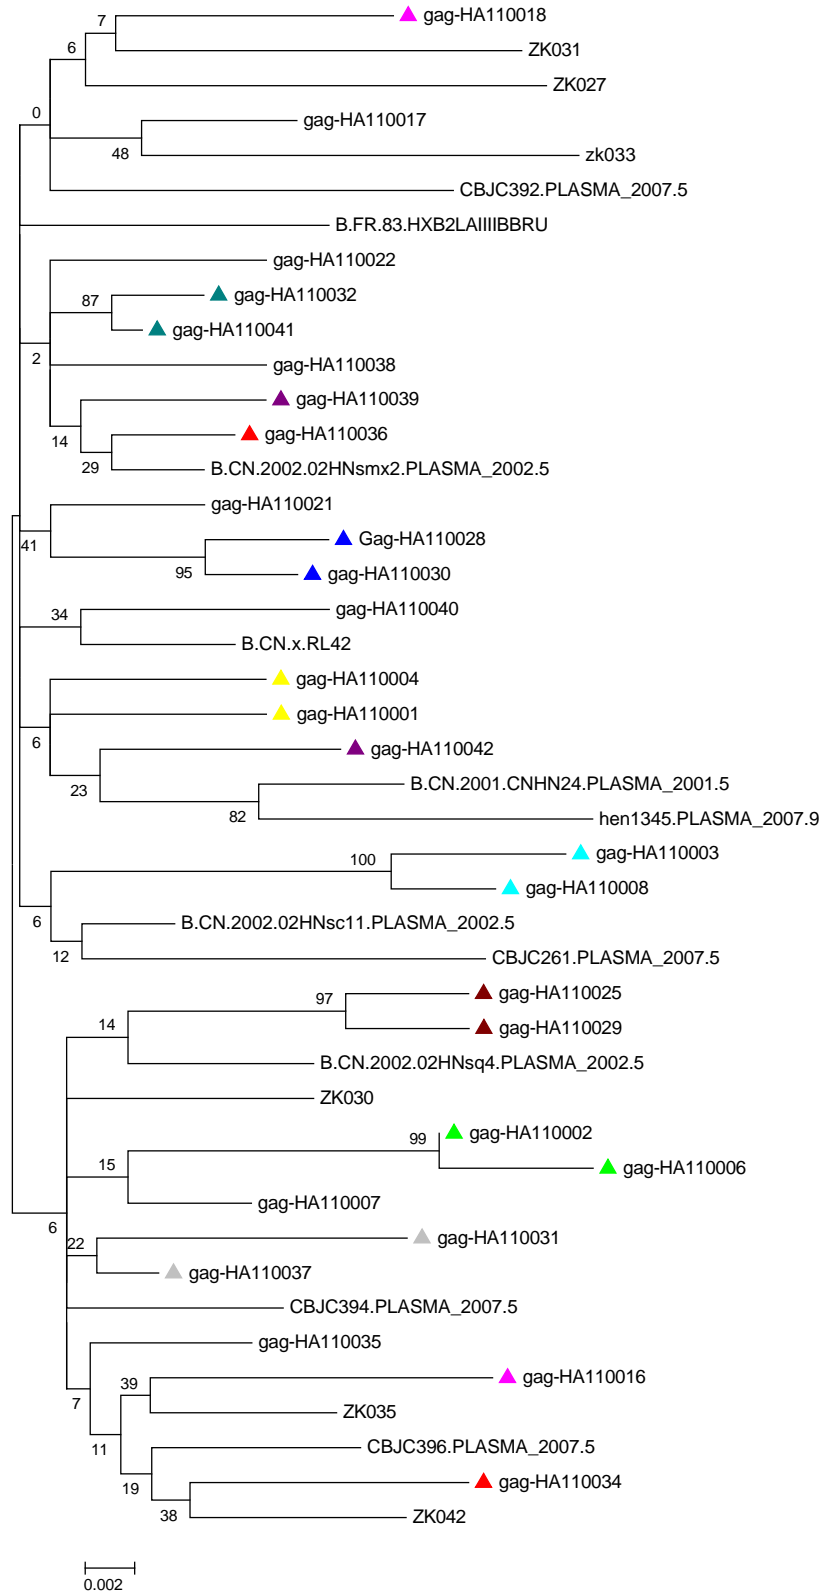 gag-HA110018
7
ZK031
6
ZK027
0
gag-HA110017
48
zk033
CBJC392.PLASMA_2007.5
B.FR.83.HXB2LAIIIIBBRU
gag-HA110022
87
gag-HA110032
gag-HA110041
2
gag-HA110038
gag-HA110039
14
gag-HA110036
29
B.CN.2002.02HNsmx2.PLASMA_2002.5
gag-HA110021
41
Gag-HA110028
95
gag-HA110030
34
gag-HA110040
B.CN.x.RL42
gag-HA110004
gag-HA110001
6
gag-HA110042
23
B.CN.2001.CNHN24.PLASMA_2001.5
82
hen1345.PLASMA_2007.9
100
gag-HA110003
gag-HA110008
6
B.CN.2002.02HNsc11.PLASMA_2002.5
12
CBJC261.PLASMA_2007.5
97
gag-HA110025
14
gag-HA110029
B.CN.2002.02HNsq4.PLASMA_2002.5
ZK030
99
gag-HA110002
15
gag-HA110006
gag-HA110007
6
22
gag-HA110031
gag-HA110037
CBJC394.PLASMA_2007.5
gag-HA110035
39
gag-HA110016
7
ZK035
11
CBJC396.PLASMA_2007.5
19
gag-HA110034
38
ZK042
0.002